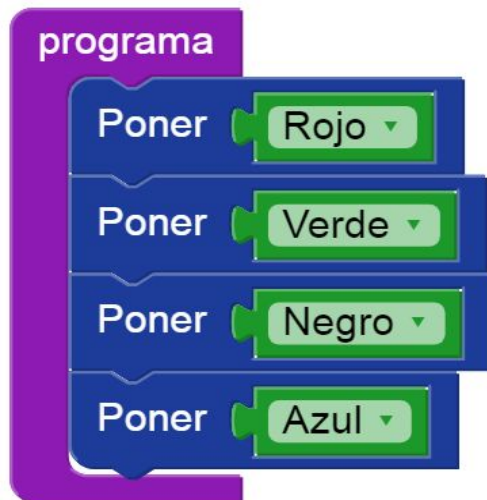 programa
Poner Rojo
Poner Verde
Poner Negro
Poner Azul